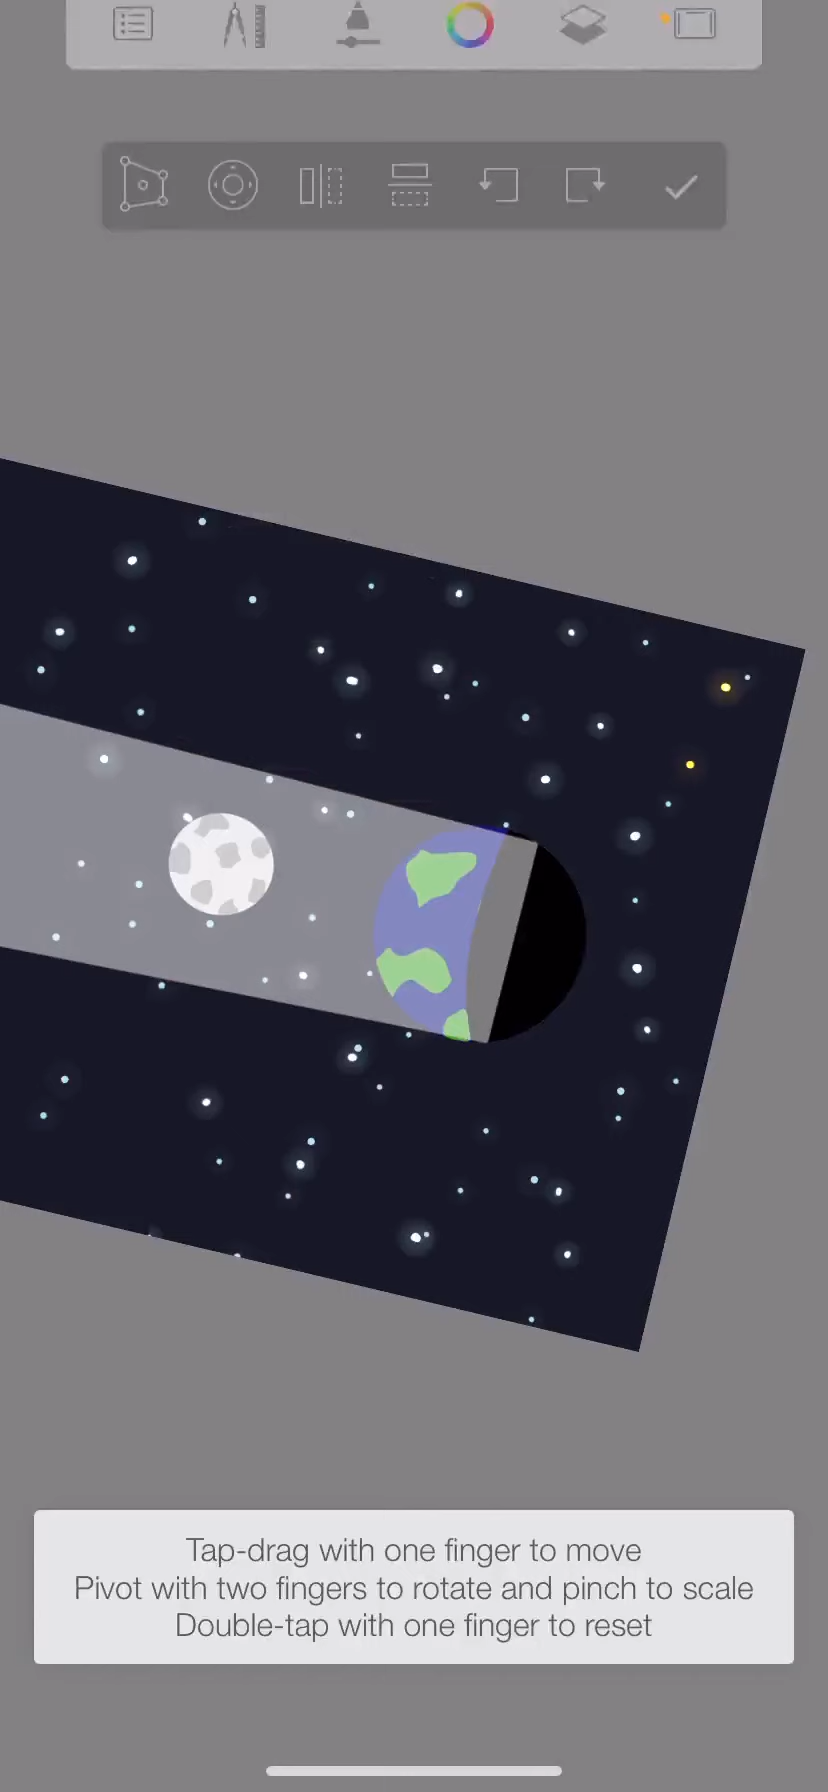 Tap-drag with one finger to move
Pivot with two fingers to rotate and pinch to scale
Double-tap with one finger to reset